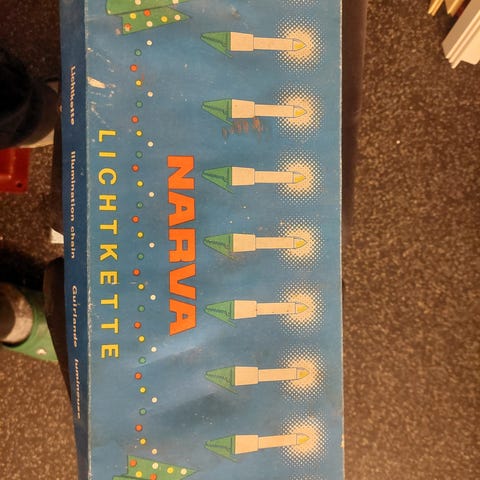 NARVA
LICHTKETTE
Lichtkette Illumination chain Guirlande lumineuse